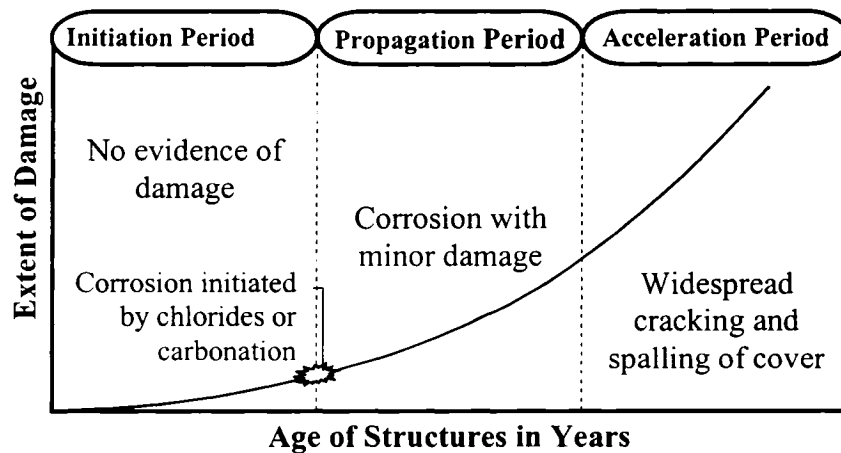 Initiation Period
Propagation Period
Acceleration Period
No evidence of
damage
Corrosion with
minor damage
Corrosion initiated
by chlorides or
carbonation
Widespread
cracking and
spalling of cover
Extent of Damage
Age of Structures in Years